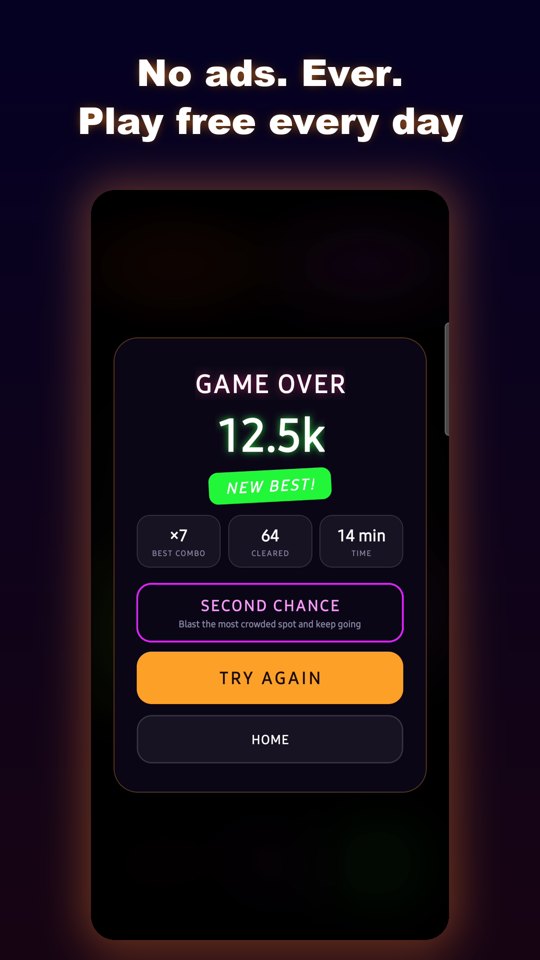 No ads. Ever.
Play free every day
GAME OVER
12.5k
NEW BEST!
×7
BEST COMBO
64
CLEARED
14 min
TIME
SECOND CHANCE
Blast the most crowded spot and keep going
TRY AGAIN
HOME